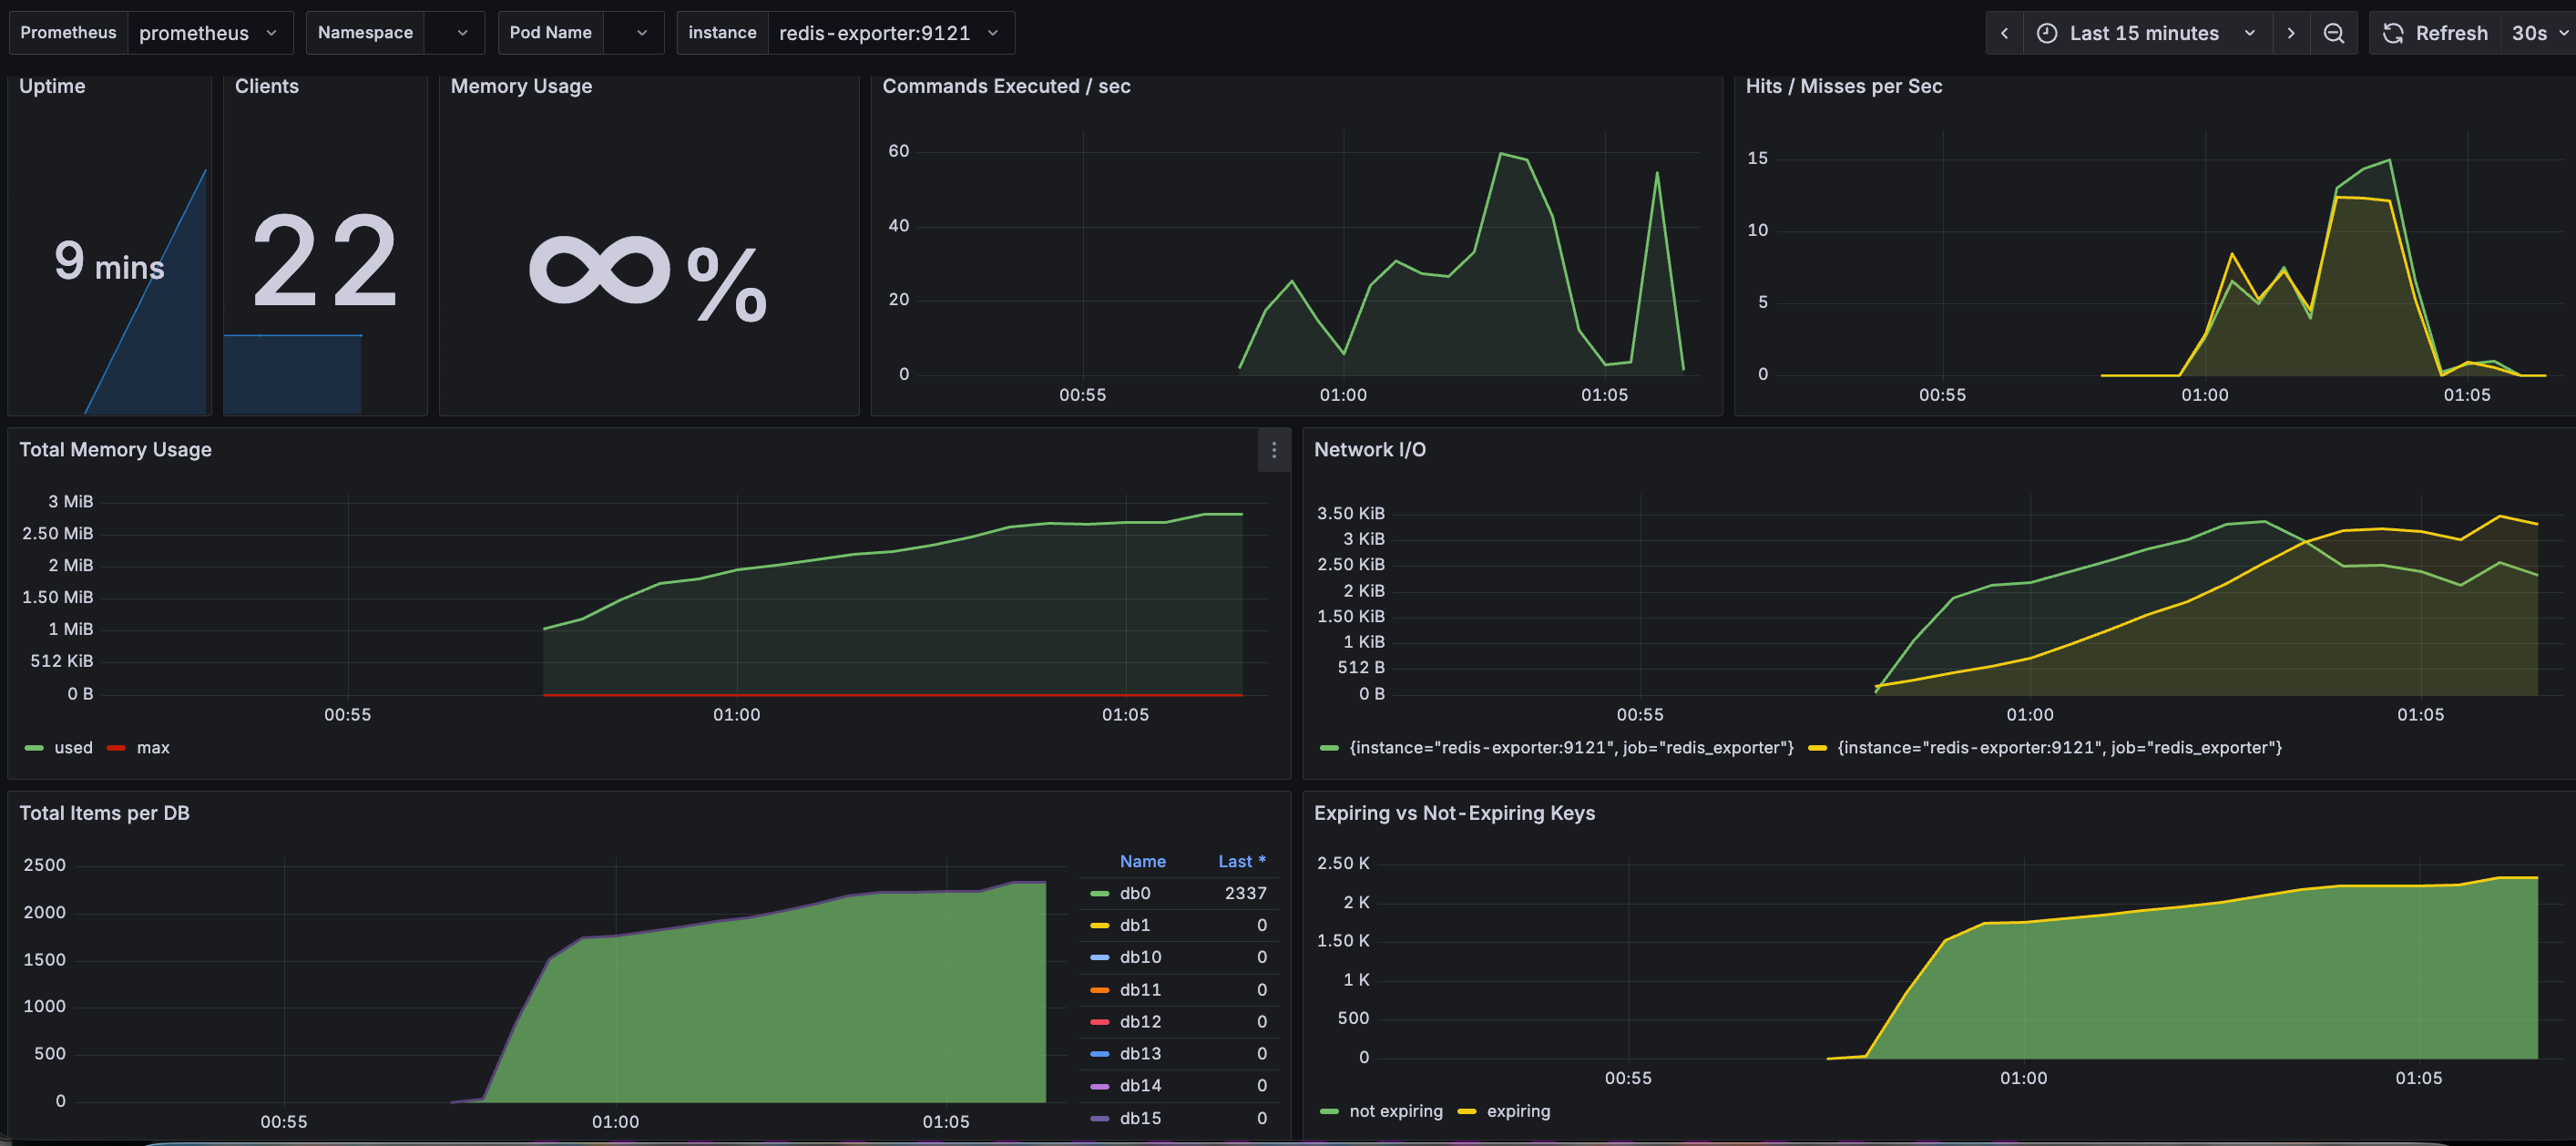 Prometheus prometheus Namespace Pod Name instance redis-exporter:9121 Last 15 minutes Refresh 30s
Uptime
9 mins
Clients
22
Memory Usage
∞%
Commands Executed / sec
60
40
20
0
00:55 01:00 01:05
Hits / Misses per Sec
15
10
5
0
00:55 01:00 01:05
Total Memory Usage
3 MiB
2.50 MiB
2 MiB
1.50 MiB
1 MiB
512 KiB
0 B
00:55 01:00 01:05
used max
Network I/O
3.50 KiB
3 KiB
2.50 KiB
2 KiB
1.50 KiB
1 KiB
512 B
0 B
00:55 01:00 01:05
{instance="redis-exporter:9121", job="redis_exporter"} {instance="redis-exporter:9121", job="redis_exporter"}
Total Items per DB
2500
2000
1500
1000
500
0
00:55 01:00 01:05
Name Last *
db0 2337
db1 0
db10 0
db11 0
db12 0
db13 0
db14 0
db15 0
Expiring vs Not-Expiring Keys
2.50 K
2 K
1.50 K
1 K
500
0
00:55 01:00 01:05
not expiring expiring